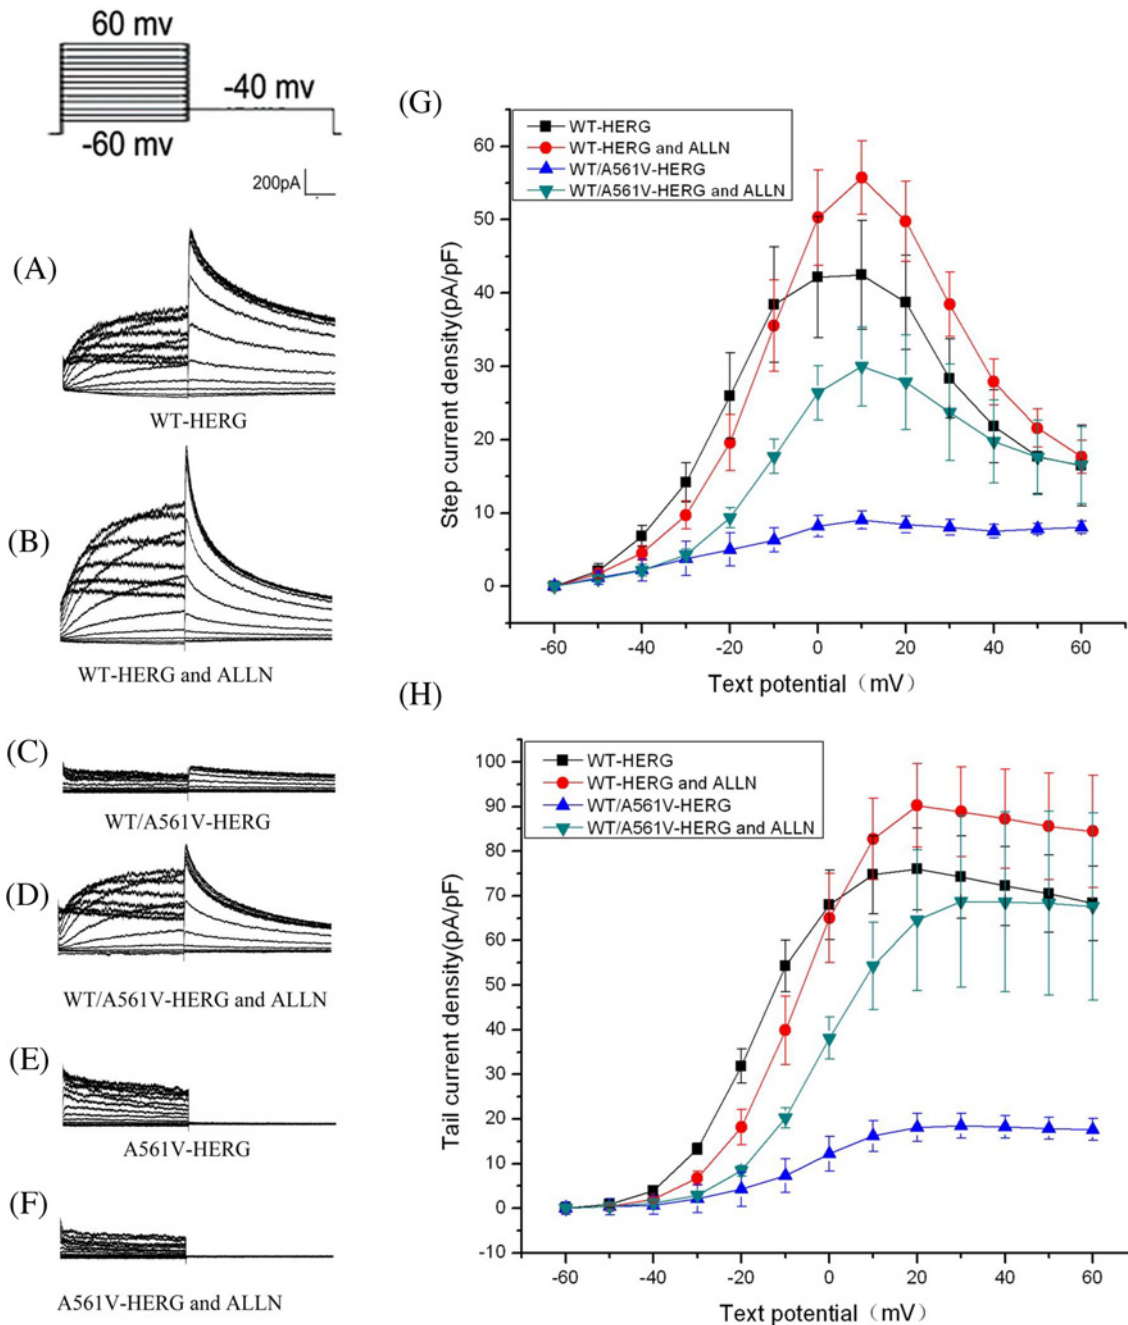 60 mv
-40 mv
-60 mv
200pA
(A)
WT-HERG
(B)
WT-HERG and ALLN
(C)
WT/A561V-HERG
(D)
WT/A561V-HERG and ALLN
(E)
A561V-HERG
(F)
A561V-HERG and ALLN
(G)
WT-HERG
WT-HERG and ALLN
WT/A561V-HERG
WT/A561V-HERG and ALLN
Step current density(pA/pF)
60
50
40
30
20
10
0
-60 -40 -20 0 20 40 60
Text potential（mV）
(H)
WT-HERG
WT-HERG and ALLN
WT/A561V-HERG
WT/A561V-HERG and ALLN
Tail current density(pA/pF)
100
90
80
70
60
50
40
30
20
10
0
-10
-60 -40 -20 0 20 40 60
Text potential（mV）